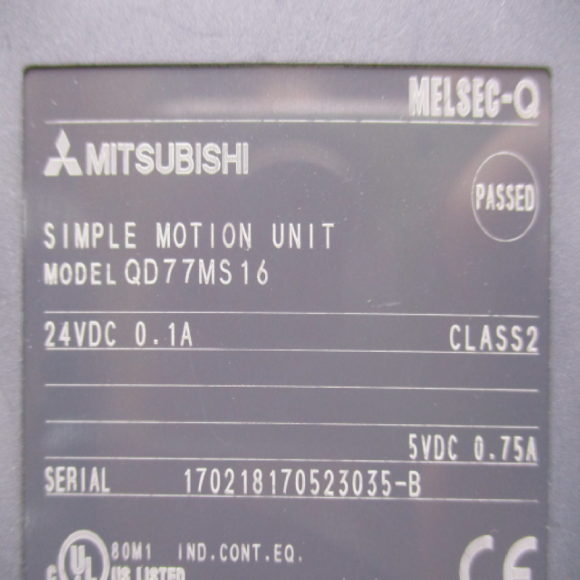 MELSEC-Q
MITSUBISHI
PASSED
SIMPLE MOTION UNIT
MODEL QD77MS16
24VDC 0.1A CLASS2
5VDC 0.75A
SERIAL 170218170523035-B
UL 80M1 IND.CONT.EQ.
C US LISTED
CE